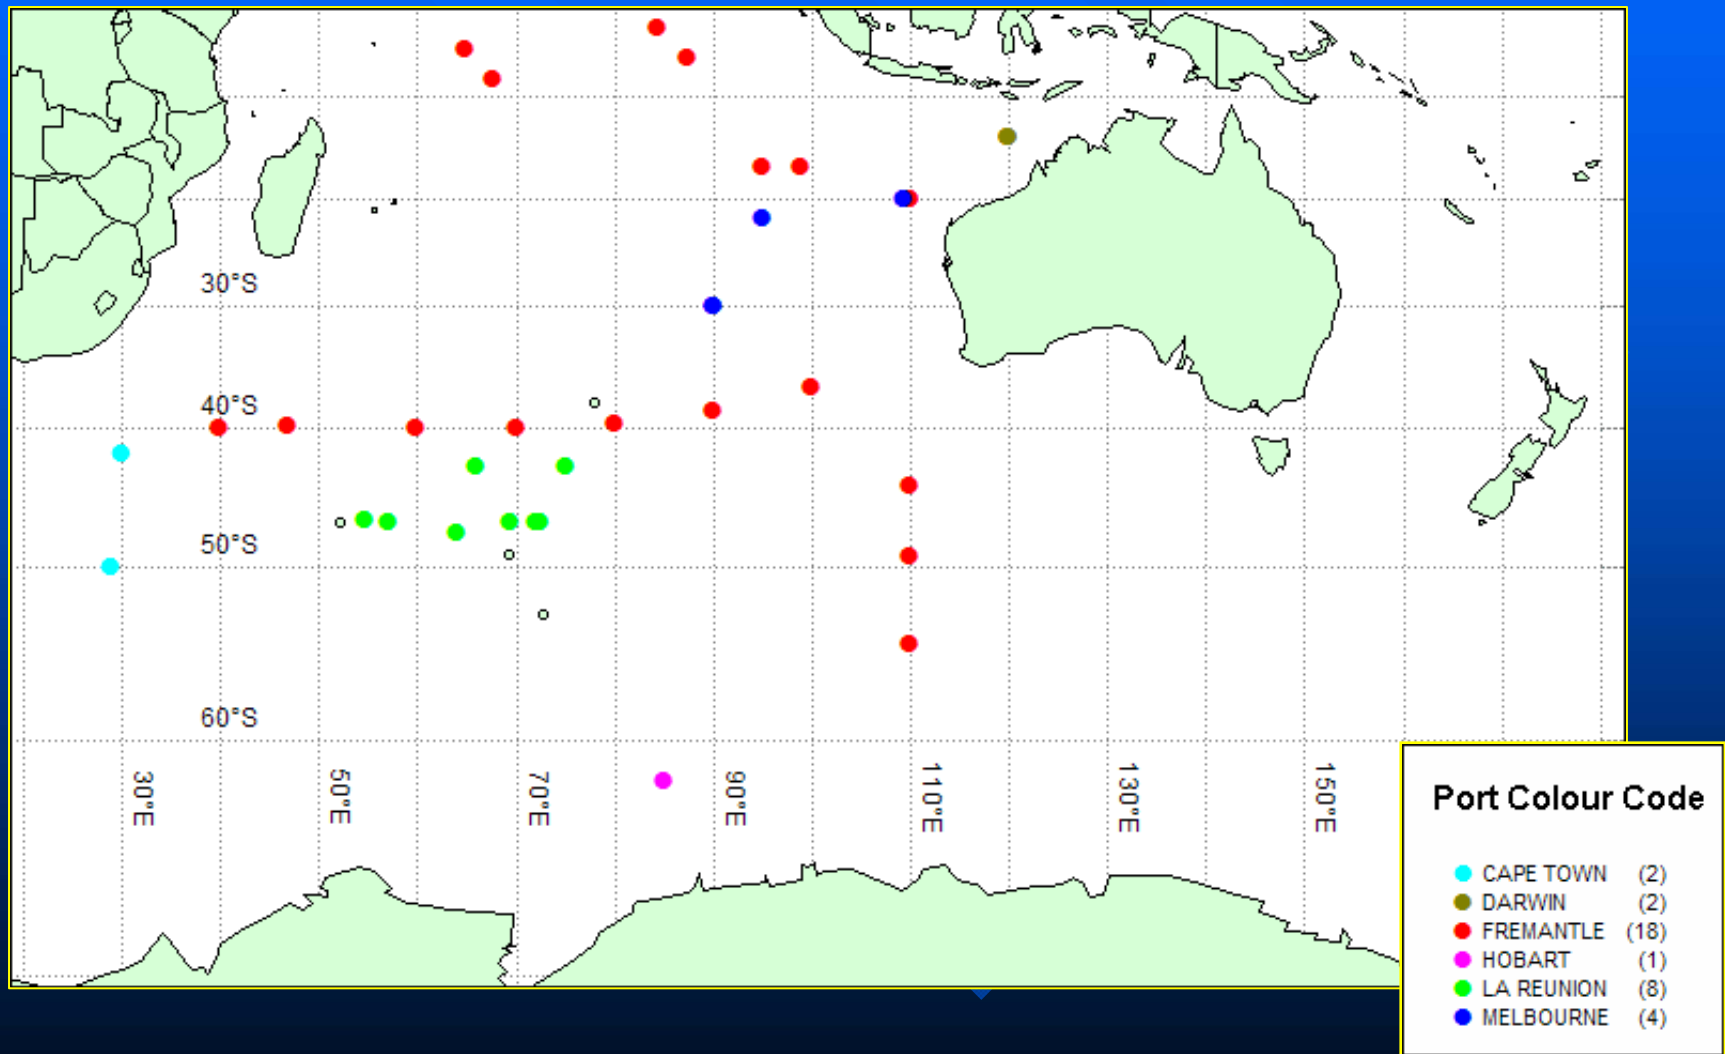 30°S
40°S
50°S
60°S
30°E
50°E
70°E
90°E
110°E
130°E
150°E
Port Colour Code
CAPE TOWN (2)
DARWIN (2)
FREMANTLE (18)
HOBART (1)
LA REUNION (8)
MELBOURNE (4)